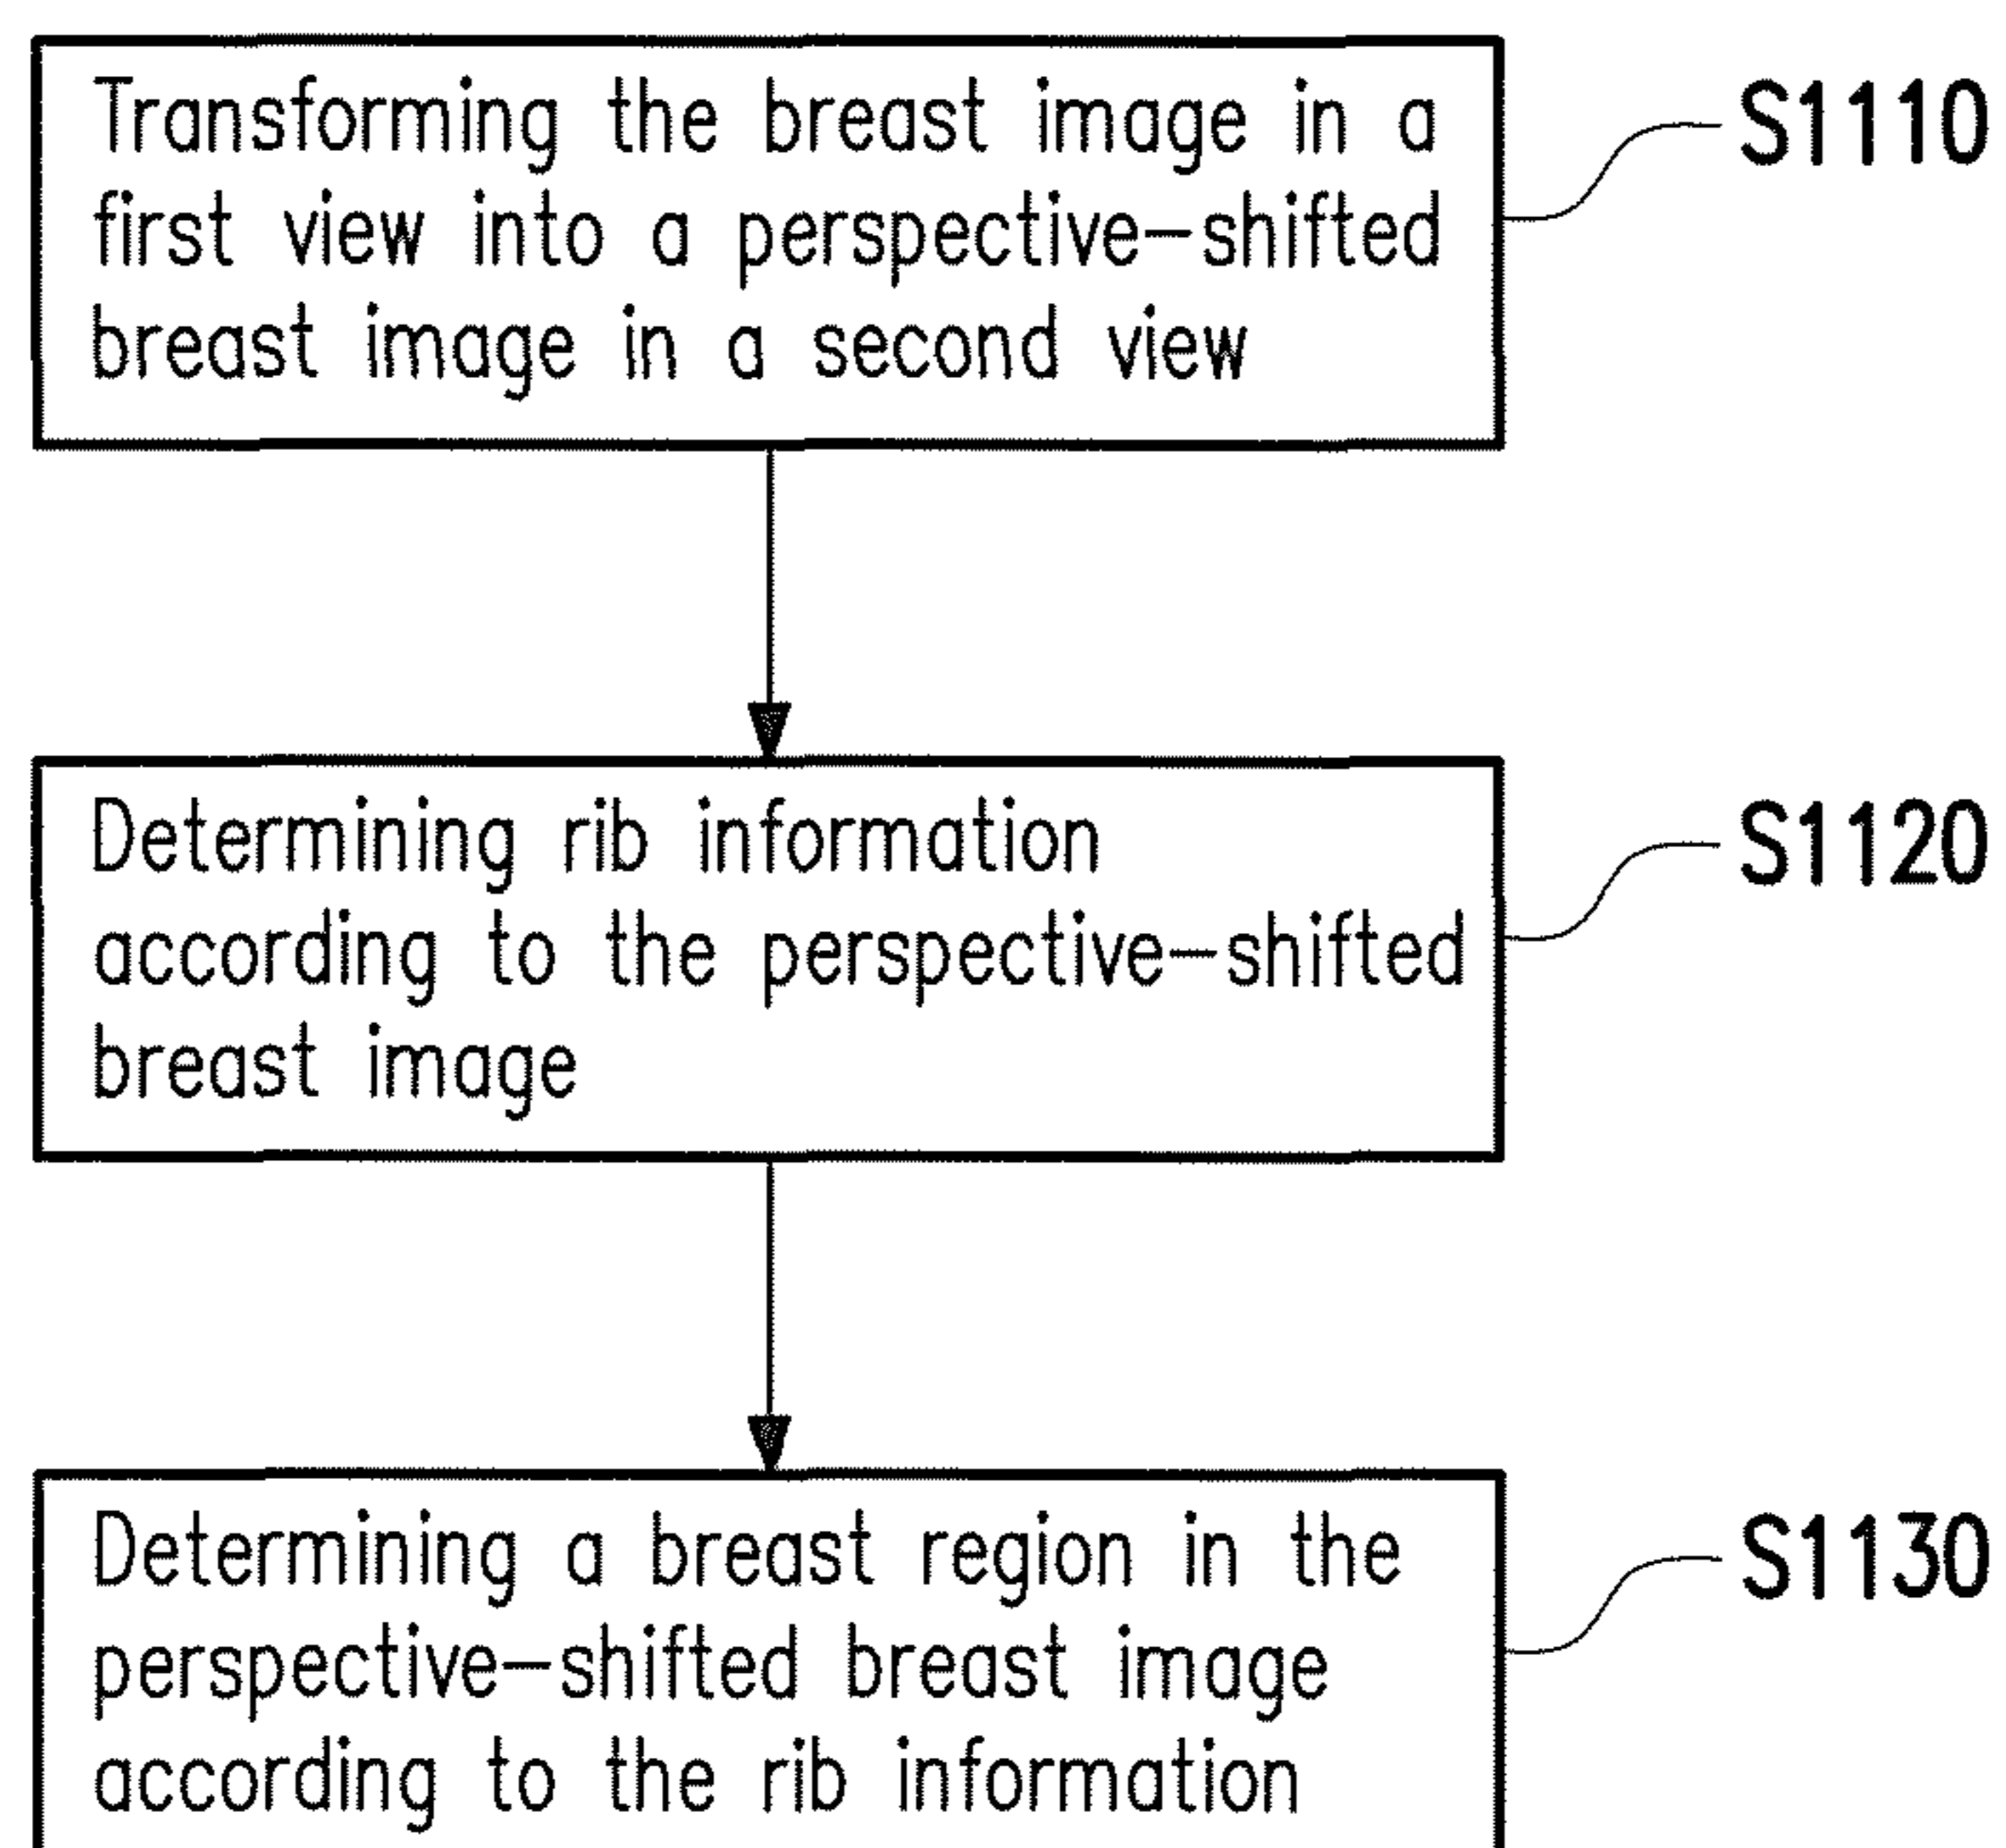 Transforming the breast image in a
first view into a perspective-shifted
breast image in a second view
S1110
Determining rib information
according to the perspective-shifted
breast image
S1120
Determining a breast region in the
perspective-shifted breast image
according to the rib information
S1130